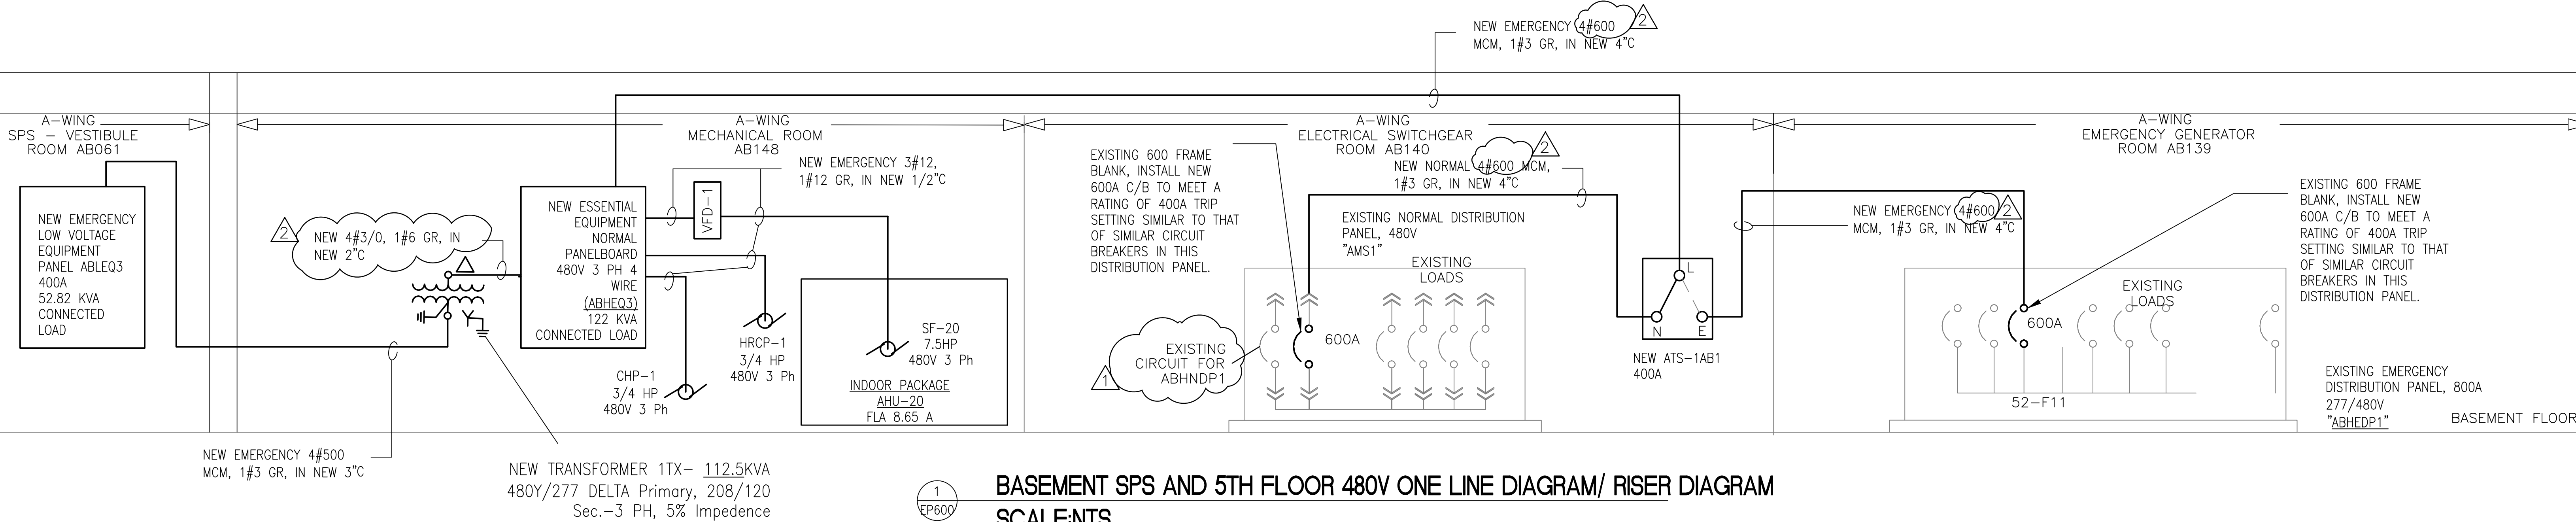 NEW EMERGENCY 4#600
MCM, 1#3 GR, IN NEW 4"C
2
A-WING
SPS - VESTIBULE
ROOM AB061
A-WING
MECHANICAL ROOM
AB148
A-WING
ELECTRICAL SWITCHGEAR
ROOM AB140
A-WING
EMERGENCY GENERATOR
ROOM AB139
NEW EMERGENCY
LOW VOLTAGE
EQUIPMENT
PANEL ABLEQ3
400A
52.82 KVA
CONNECTED
LOAD
2
NEW 4#3/0, 1#6 GR, IN
NEW 2"C
NEW ESSENTIAL
EQUIPMENT
NORMAL
PANELBOARD
480V 3 PH 4
WIRE
(ABHEQ3)
122 KVA
CONNECTED LOAD
VFD-1
NEW EMERGENCY 3#12,
1#12 GR, IN NEW 1/2"C
HRCP-1
3/4 HP
480V 3 Ph
CHP-1
3/4 HP
480V 3 Ph
SF-20
7.5HP
480V 3 Ph
INDOOR PACKAGE
AHU-20
FLA 8.65 A
EXISTING 600 FRAME
BLANK, INSTALL NEW
600A C/B TO MEET A
RATING OF 400A TRIP
SETTING SIMILAR TO THAT
OF SIMILAR CIRCUIT
BREAKERS IN THIS
DISTRIBUTION PANEL.
NEW NORMAL 4#600 MCM,
1#3 GR, IN NEW 4"C
2
EXISTING NORMAL DISTRIBUTION
PANEL, 480V
"AMS1"
EXISTING
LOADS
600A
EXISTING
CIRCUIT FOR
ABHNDP1
1
L
N
E
NEW ATS-1AB1
400A
NEW EMERGENCY 4#600
MCM, 1#3 GR, IN NEW 4"C
2
EXISTING 600 FRAME
BLANK, INSTALL NEW
600A C/B TO MEET A
RATING OF 400A TRIP
SETTING SIMILAR TO THAT
OF SIMILAR CIRCUIT
BREAKERS IN THIS
DISTRIBUTION PANEL.
EXISTING
LOADS
600A
52-F11
EXISTING EMERGENCY
DISTRIBUTION PANEL, 800A
277/480V
"ABHEDP1"
BASEMENT FLOOR
NEW EMERGENCY 4#500
MCM, 1#3 GR, IN NEW 3"C
NEW TRANSFORMER 1TX- 112.5KVA
480Y/277 DELTA Primary, 208/120
Sec.-3 PH, 5% Impedence
1
EP600
BASEMENT SPS AND 5TH FLOOR 480V ONE LINE DIAGRAM/ RISER DIAGRAM
SCALE:NTS